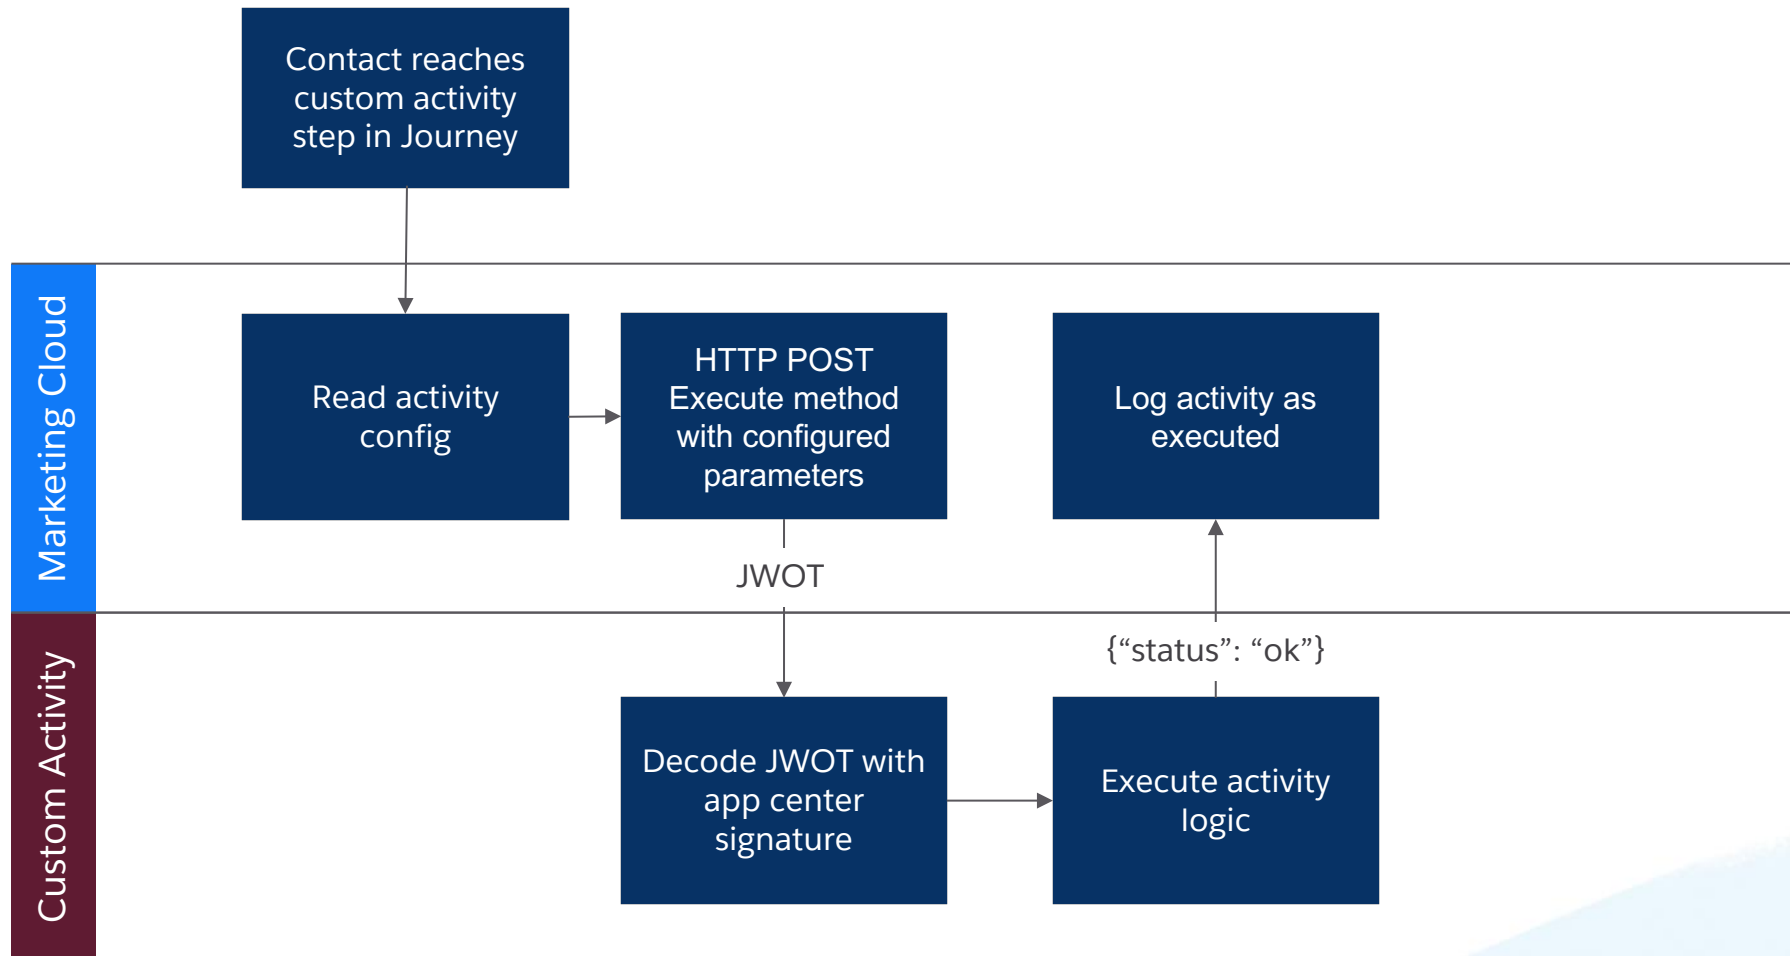 Contact reaches
custom activity
step in Journey
Marketing Cloud
Read activity
config
HTTP POST
Execute method
with configured
parameters
Log activity as
executed
JWOT
{“status”: “ok”}
Custom Activity
Decode JWOT with
app center
signature
Execute activity
logic